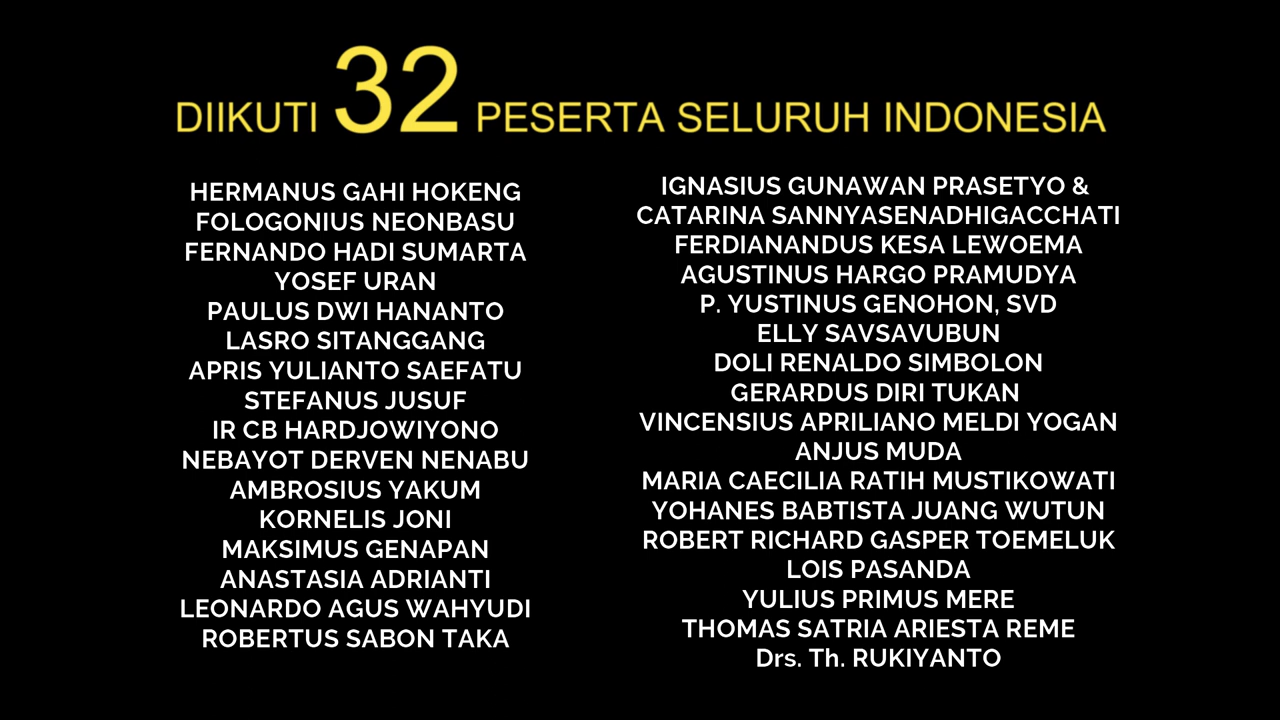 DIIKUTI 32 PESERTA SELURUH INDONESIA
HERMANUS GAHI HOKENG
FOLOGONIUS NEONBASU
FERNANDO HADI SUMARTA
YOSEF URAN
PAULUS DWI HANANTO
LASRO SITANGGANG
APRIS YULIANTO SAEFATU
STEFANUS JUSUF
IR CB HARDJOWIYONO
NEBAYOT DERVEN NENABU
AMBROSIUS YAKUM
KORNELIS JONI
MAKSIMUS GENAPAN
ANASTASIA ADRIANTI
LEONARDO AGUS WAHYUDI
ROBERTUS SABON TAKA
IGNASIUS GUNAWAN PRASETYO &
CATARINA SANNYASENADHIGACCHATI
FERDIANANDUS KESA LEWOEMA
AGUSTINUS HARGO PRAMUDYA
P. YUSTINUS GENOHON, SVD
ELLY SAVSAVUBUN
DOLI RENALDO SIMBOLON
GERARDUS DIRI TUKAN
VINCENSIUS APRILIANO MELDI YOGAN
ANJUS MUDA
MARIA CAECILIA RATIH MUSTIKOWATI
YOHANES BABTISTA JUANG WUTUN
ROBERT RICHARD GASPER TOEMELUK
LOIS PASANDA
YULIUS PRIMUS MERE
THOMAS SATRIA ARIESTA REME
Drs. Th. RUKIYANTO